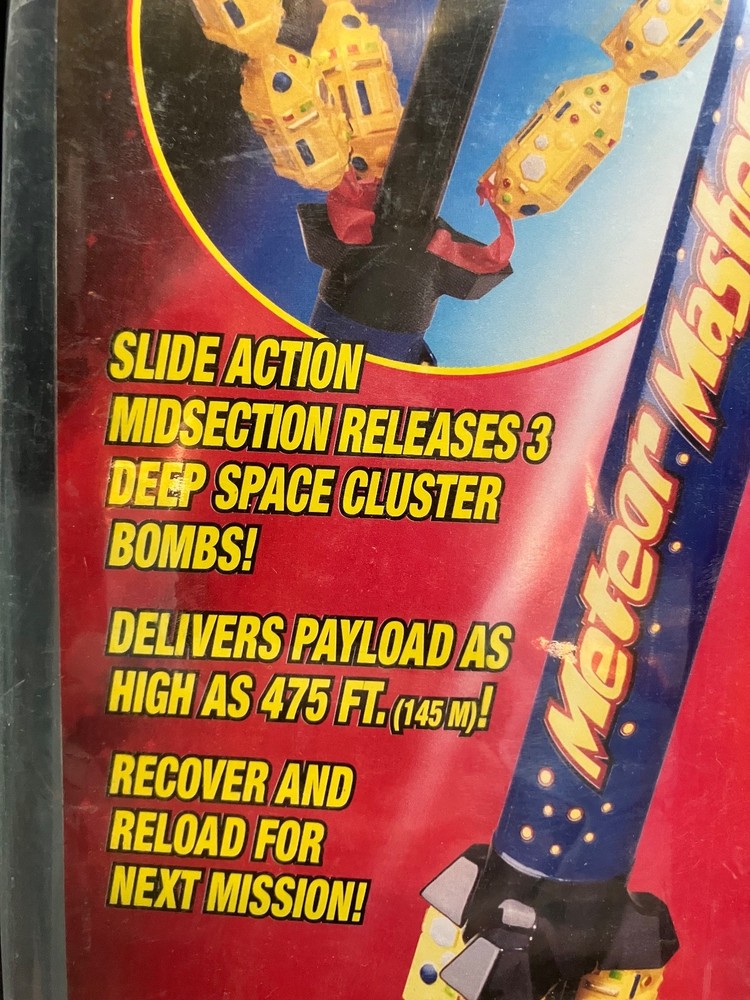 SLIDE ACTION
MIDSECTION RELEASES 3
DEEP SPACE CLUSTER
BOMBS!
DELIVERS PAYLOAD AS
HIGH AS 475 FT. (145 M)!
RECOVER AND
RELOAD FOR
NEXT MISSION!
Meteor